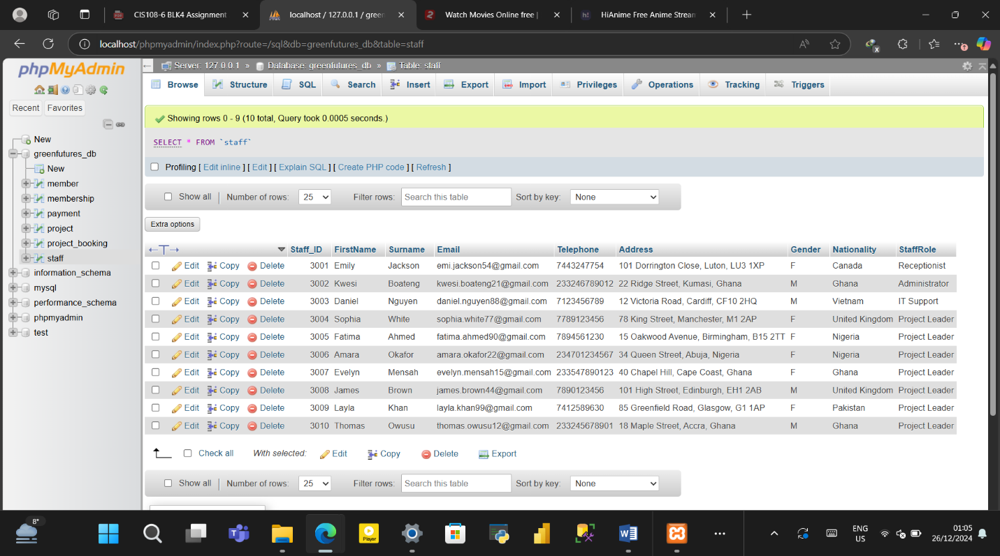 CIS108-6 BLK4 Assignment
localhost / 127.0.0.1 / green
Watch Movies Online free |
HiAnime Free Anime Stream
localhost/phpmyadmin/index.php?route=/sql&db=greenfutures_db&table=staff
phpMyAdmin
Recent Favorites
New
greenfutures_db
New
member
membership
payment
project
project_booking
staff
information_schema
mysql
performance_schema
phpmyadmin
test
Server: 127.0.0.1 » Database: greenfutures_db » Table: staff
Browse Structure SQL Search Insert Export Import Privileges Operations Tracking Triggers
Showing rows 0 - 9 (10 total, Query took 0.0005 seconds.)
SELECT * FROM `staff`
Profiling [ Edit inline ] [ Edit ] [ Explain SQL ] [ Create PHP code ] [ Refresh ]
Show all Number of rows: 25 Filter rows: Search this table Sort by key: None
Extra options
Staff_ID FirstName Surname Email Telephone Address Gender Nationality StaffRole
Edit Copy Delete 3001 Emily Jackson emi.jackson54@gmail.com 7443247754 101 Dorrington Close, Luton, LU3 1XP F Canada Receptionist
Edit Copy Delete 3002 Kwesi Boateng kwesi.boateng21@gmail.com 233246789012 22 Ridge Street, Kumasi, Ghana M Ghana Administrator
Edit Copy Delete 3003 Daniel Nguyen daniel.nguyen88@gmail.com 7123456789 12 Victoria Road, Cardiff, CF10 2HQ M Vietnam IT Support
Edit Copy Delete 3004 Sophia White sophia.white77@gmail.com 7789123456 78 King Street, Manchester, M1 2AP F United Kingdom Project Leader
Edit Copy Delete 3005 Fatima Ahmed fatima.ahmed90@gmail.com 7894561230 15 Oakwood Avenue, Birmingham, B15 2TT F Nigeria Project Leader
Edit Copy Delete 3006 Amara Okafor amara.okafor22@gmail.com 234701234567 34 Queen Street, Abuja, Nigeria F Nigeria Project Leader
Edit Copy Delete 3007 Evelyn Mensah evelyn.mensah15@gmail.com 233547890123 40 Chapel Hill, Cape Coast, Ghana F Ghana Project Leader
Edit Copy Delete 3008 James Brown james.brown44@gmail.com 7890123456 101 High Street, Edinburgh, EH1 2AB M United Kingdom Project Leader
Edit Copy Delete 3009 Layla Khan layla.khan99@gmail.com 7412589630 85 Greenfield Road, Glasgow, G1 1AP F Pakistan Project Leader
Edit Copy Delete 3010 Thomas Owusu thomas.owusu12@gmail.com 233245678901 18 Maple Street, Accra, Ghana M Ghana Project Leader
Check all With selected: Edit Copy Delete Export
Show all Number of rows: 25 Filter rows: Search this table Sort by key: None
8°
Player
ENG
US
01:05
26/12/2024